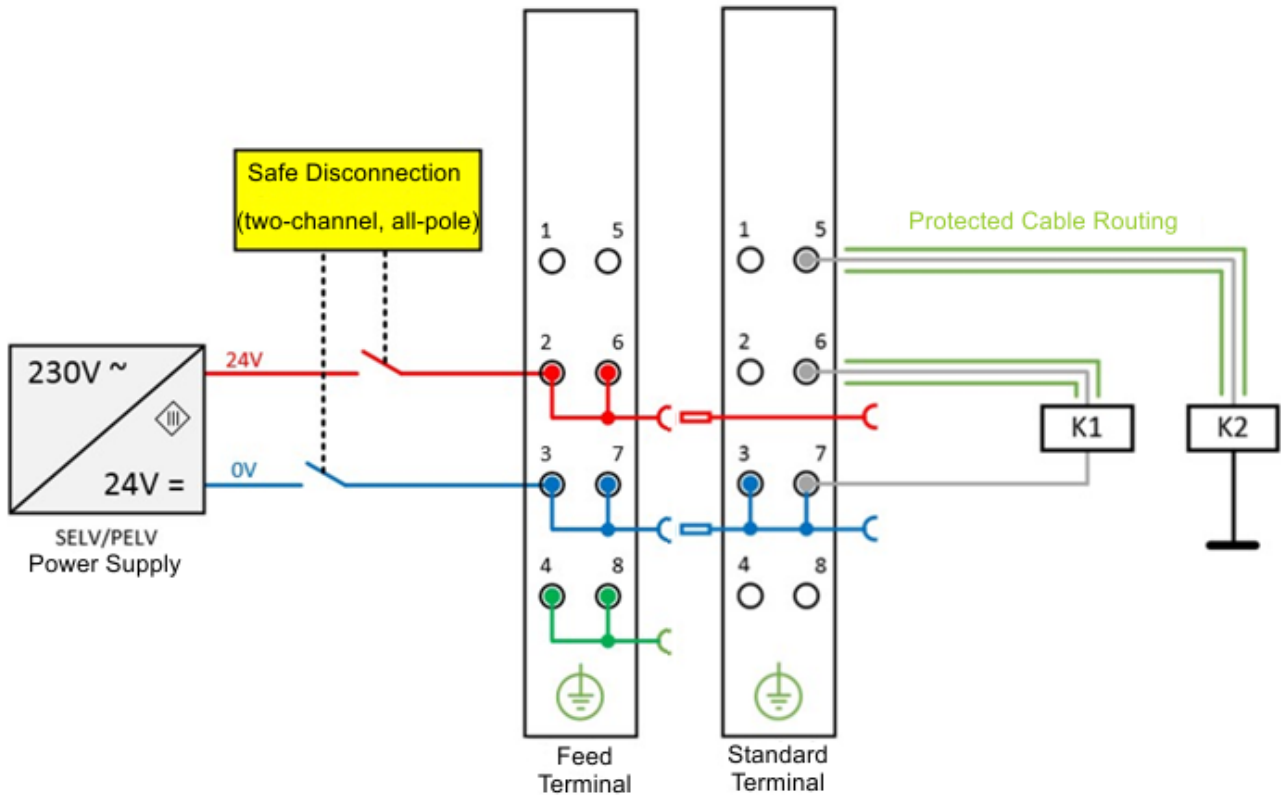 Safe Disconnection
(two-channel, all-pole)
Protected Cable Routing
1 5
1 5
2 6
2 6
230V ~
24V
III
24V =
0V
K1
K2
3 7
3 7
SELV/PELV
Power Supply
4 8
4 8
Feed
Terminal
Standard
Terminal